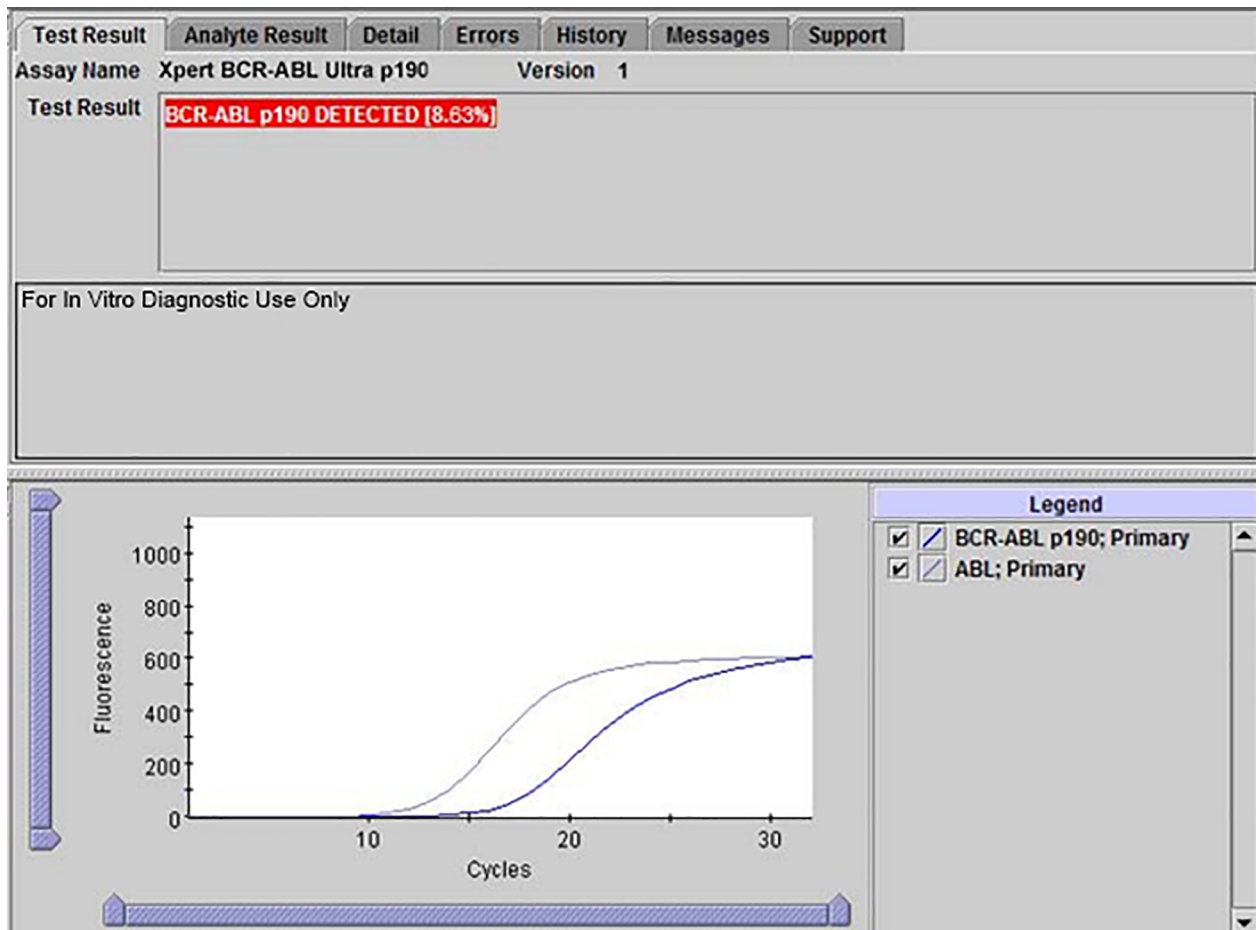 Test Result Analyte Result Detail Errors History Messages Support
Assay Name Xpert BCR-ABL Ultra p190 Version 1
Test Result BCR-ABL p190 DETECTED [8.63%]
For In Vitro Diagnostic Use Only
Legend
BCR-ABL p190; Primary
ABL; Primary
Fluorescence
1000
800
600
400
200
0
10 20 30
Cycles